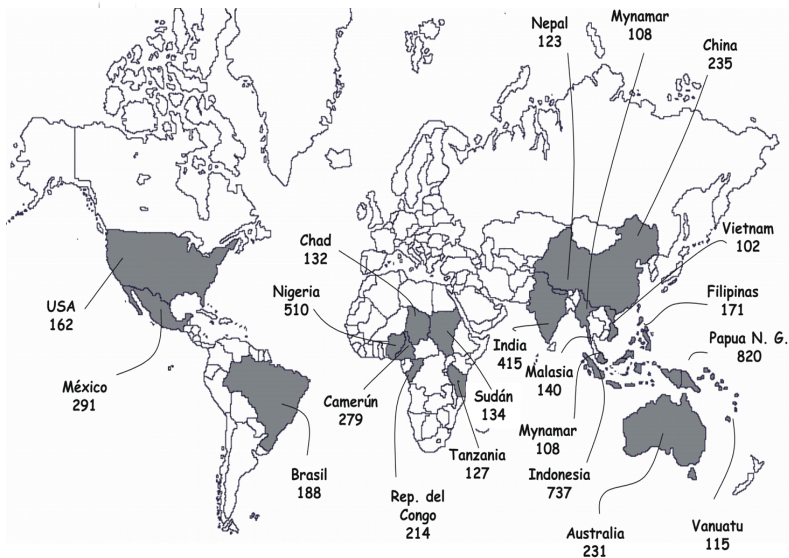 Nepal
123
Mynamar
108
China
235
Vietnam
102
Chad
132
Nigeria
510
Filipinas
171
USA
162
India
415
Papua N. G.
820
Malasia
140
México
291
Camerún
279
Sudán
134
Mynamar
108
Tanzania
127
Brasil
188
Indonesia
737
Rep. del
Congo
214
Australia
231
Vanuatu
115